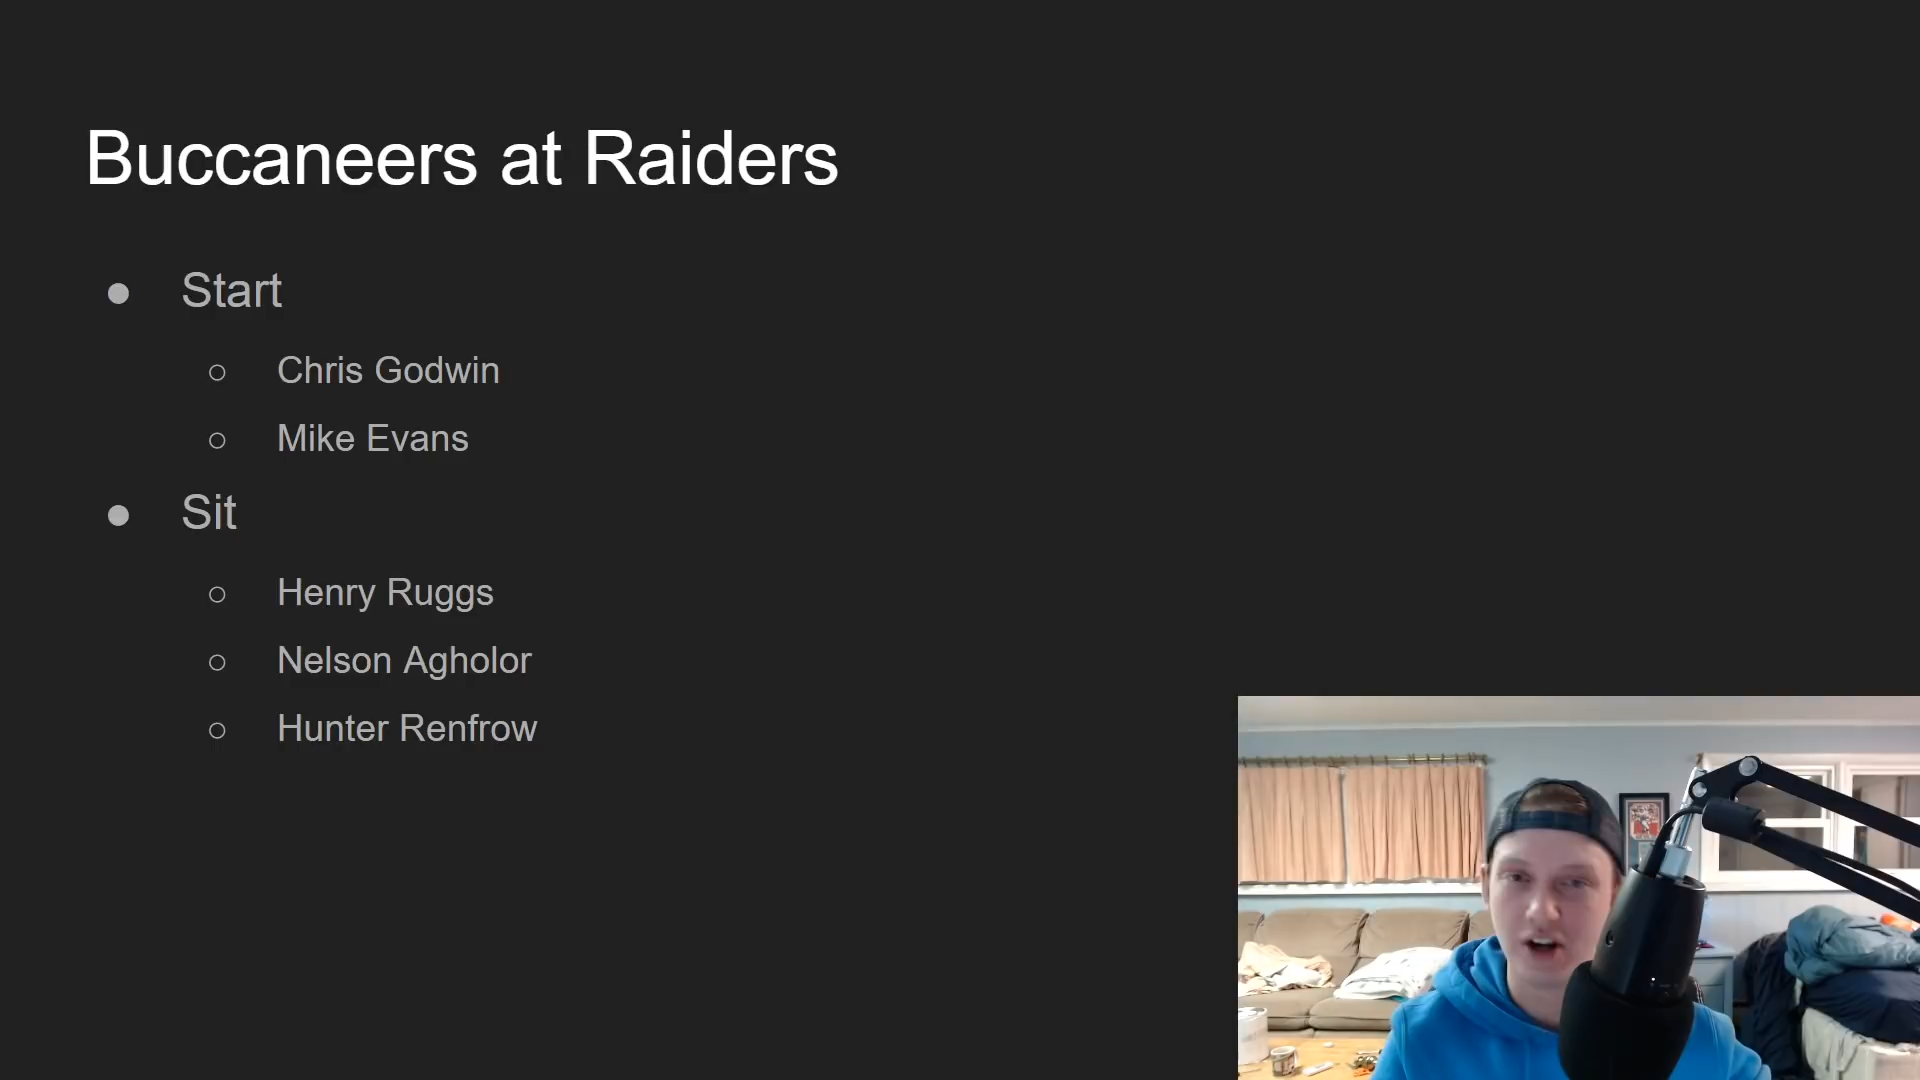 Buccaneers at Raiders
Start
Chris Godwin
Mike Evans
Sit
Henry Ruggs
Nelson Agholor
Hunter Renfrow